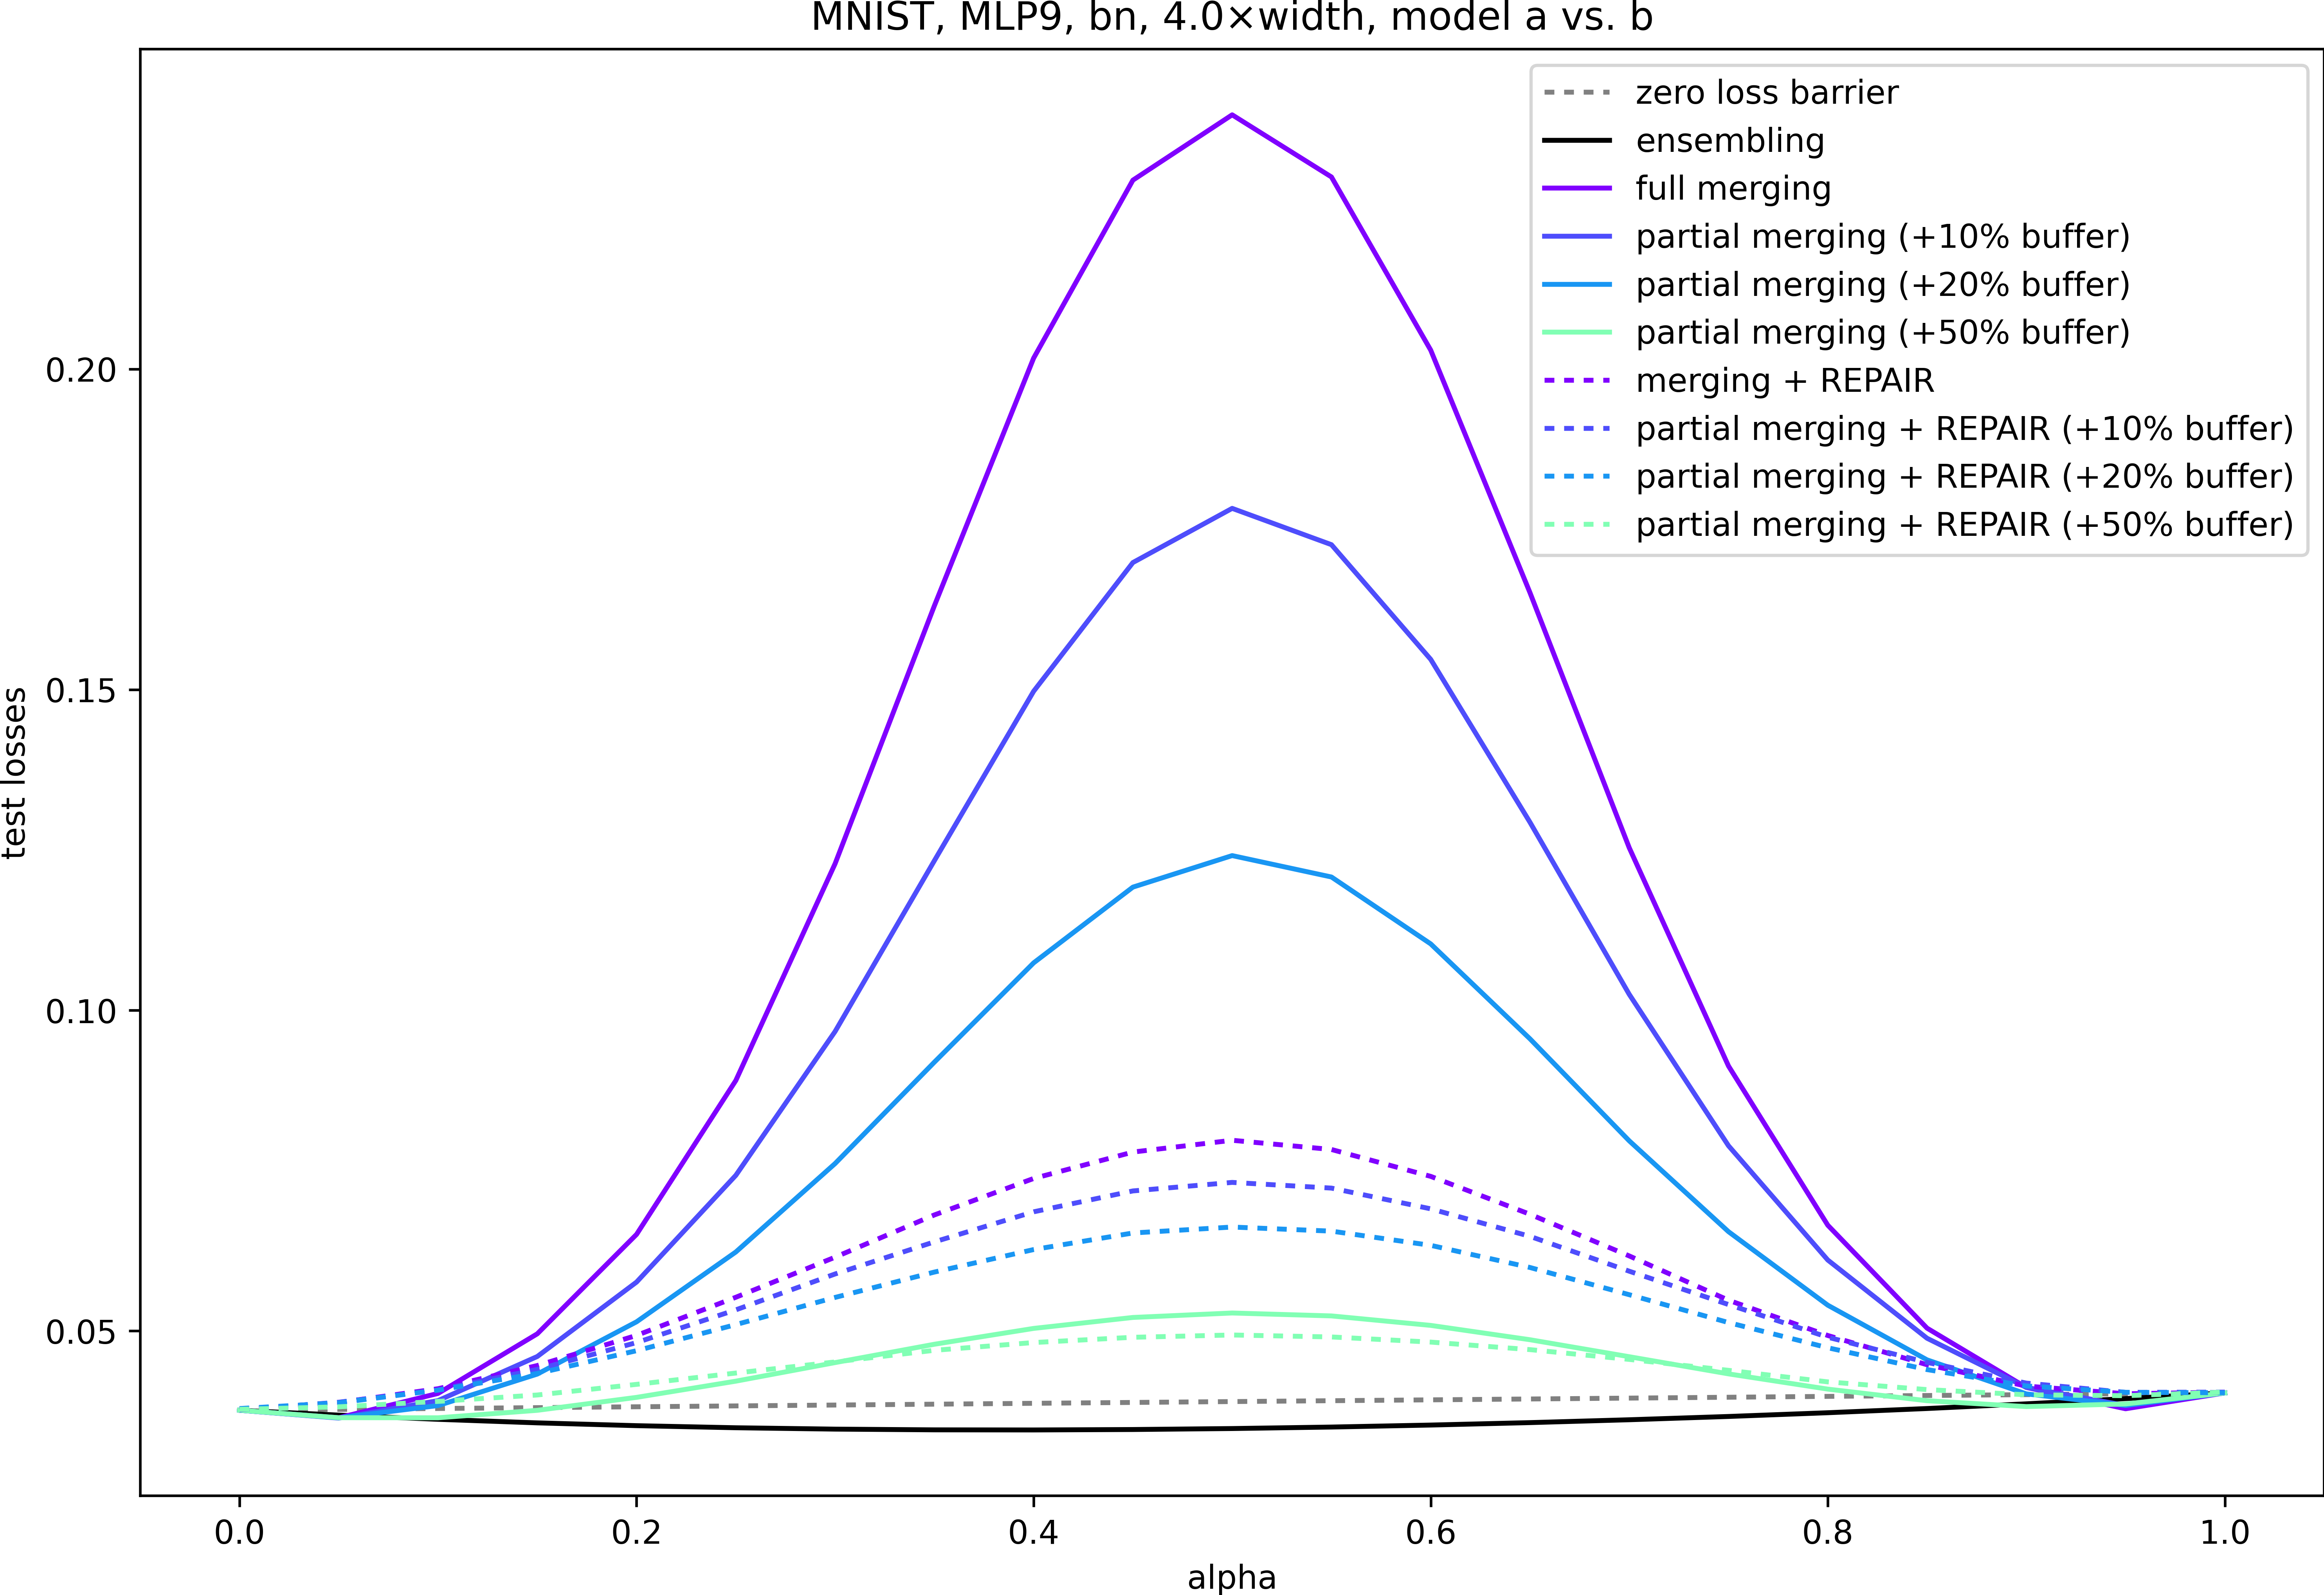 MNIST, MLP9, bn, 4.0×width, model a vs. b
zero loss barrier
ensembling
full merging
partial merging (+10% buffer)
partial merging (+20% buffer)
partial merging (+50% buffer)
merging + REPAIR
partial merging + REPAIR (+10% buffer)
partial merging + REPAIR (+20% buffer)
partial merging + REPAIR (+50% buffer)
test losses
0.20
0.15
0.10
0.05
0.0 0.2 0.4 0.6 0.8 1.0
alpha